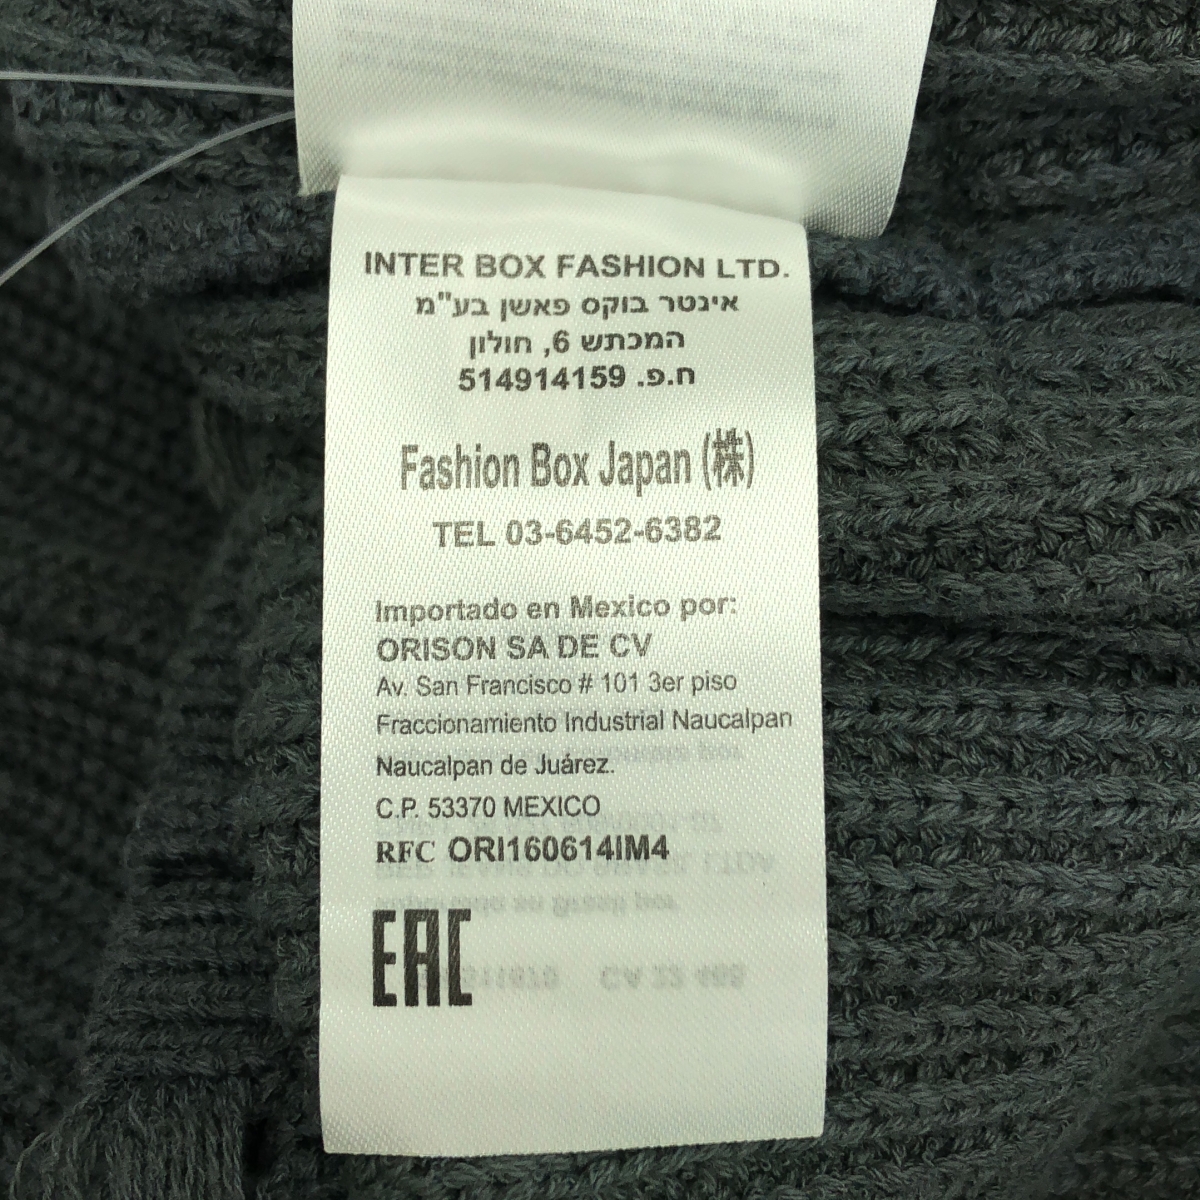 INTER BOX FASHION LTD.
אינטר בוקס פאשן בע"מ
המכתש 6, חולון
ח.פ. 514914159
Fashion Box Japan (株)
TEL 03-6452-6382
Importado en Mexico por:
ORISON SA DE CV
Av. San Francisco # 101 3er piso
Fraccionamiento Industrial Naucalpan
Naucalpan de Juárez.
C.P. 53370 MEXICO
RFC ORI160614IM4
EAC